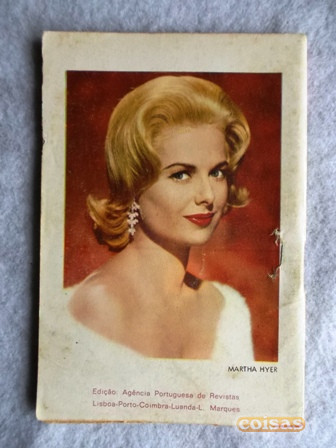 MARTHA HYER
Edição: Agência Portuguesa de Revistas
Lisboa-Porto-Coimbra-Luanda-L. Marques
coisas